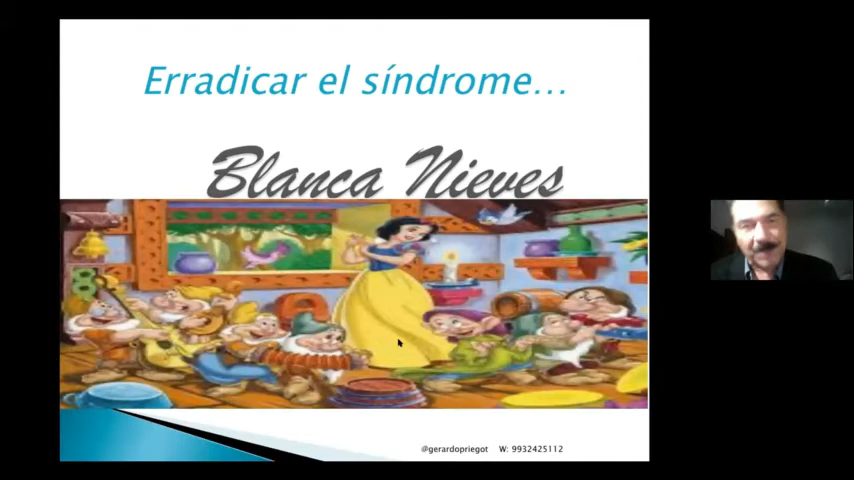 Erradicar el síndrome...
Blanca Nieves
@gerardopriegot W: 9932425112